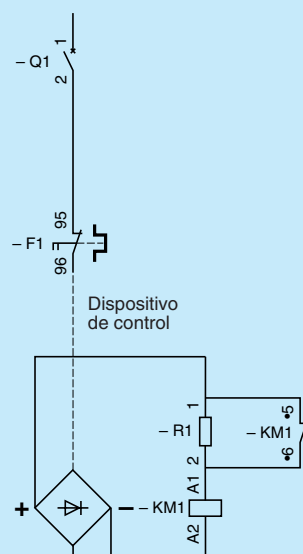 1
– Q1
2
95
– F1
96
Dispositivo
de control
1
– R1
2
•5
– KM1
•6
A1
+
–
– KM1
A2